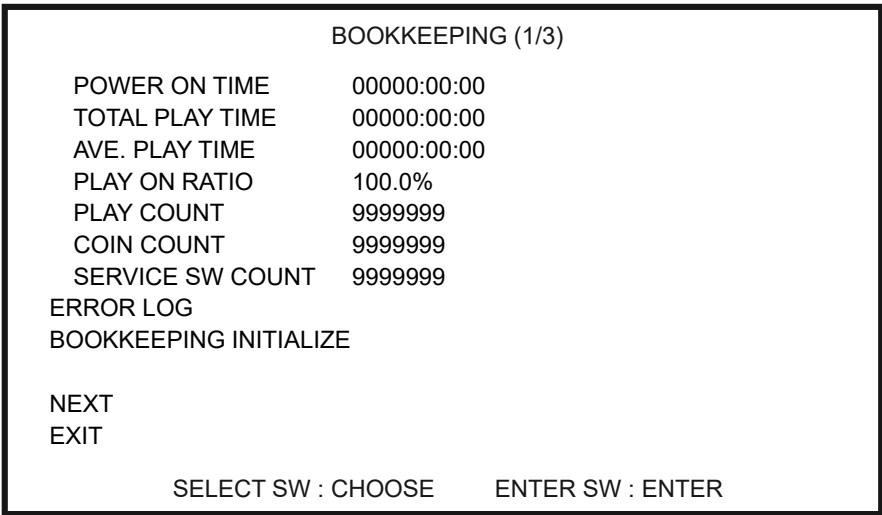 BOOKKEEPING (1/3)
POWER ON TIME 00000:00:00
TOTAL PLAY TIME 00000:00:00
AVE. PLAY TIME 00000:00:00
PLAY ON RATIO 100.0%
PLAY COUNT 9999999
COIN COUNT 9999999
SERVICE SW COUNT 9999999
ERROR LOG
BOOKKEEPING INITIALIZE
NEXT
EXIT
SELECT SW : CHOOSE ENTER SW : ENTER